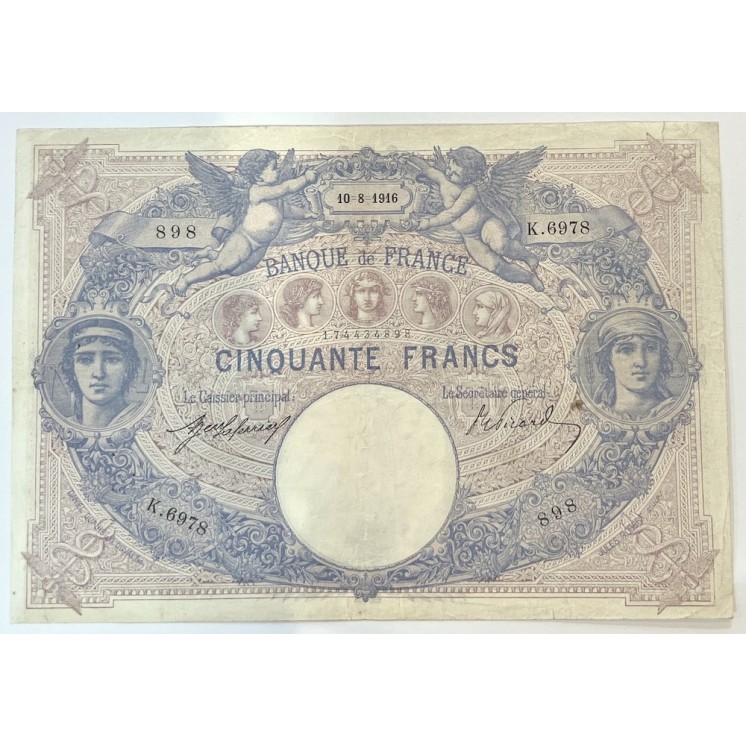 10-8-1916
898
K.6978
BANQUE de FRANCE
174434898
CINQUANTE FRANCS
Le Caissier principal:
Le Secrétaire général:
K.6978
898